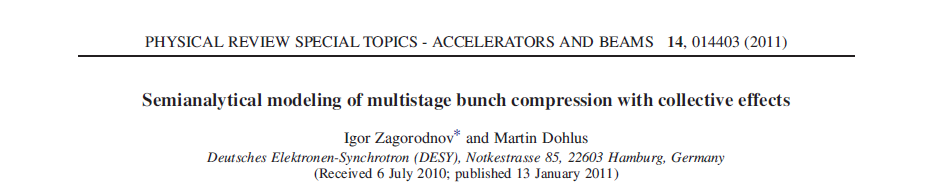 PHYSICAL REVIEW SPECIAL TOPICS - ACCELERATORS AND BEAMS 14, 014403 (2011)
Semianalytical modeling of multistage bunch compression with collective effects
Igor Zagorodnov* and Martin Dohlus
Deutsches Elektronen-Synchrotron (DESY), Notkestrasse 85, 22603 Hamburg, Germany
(Received 6 July 2010; published 13 January 2011)